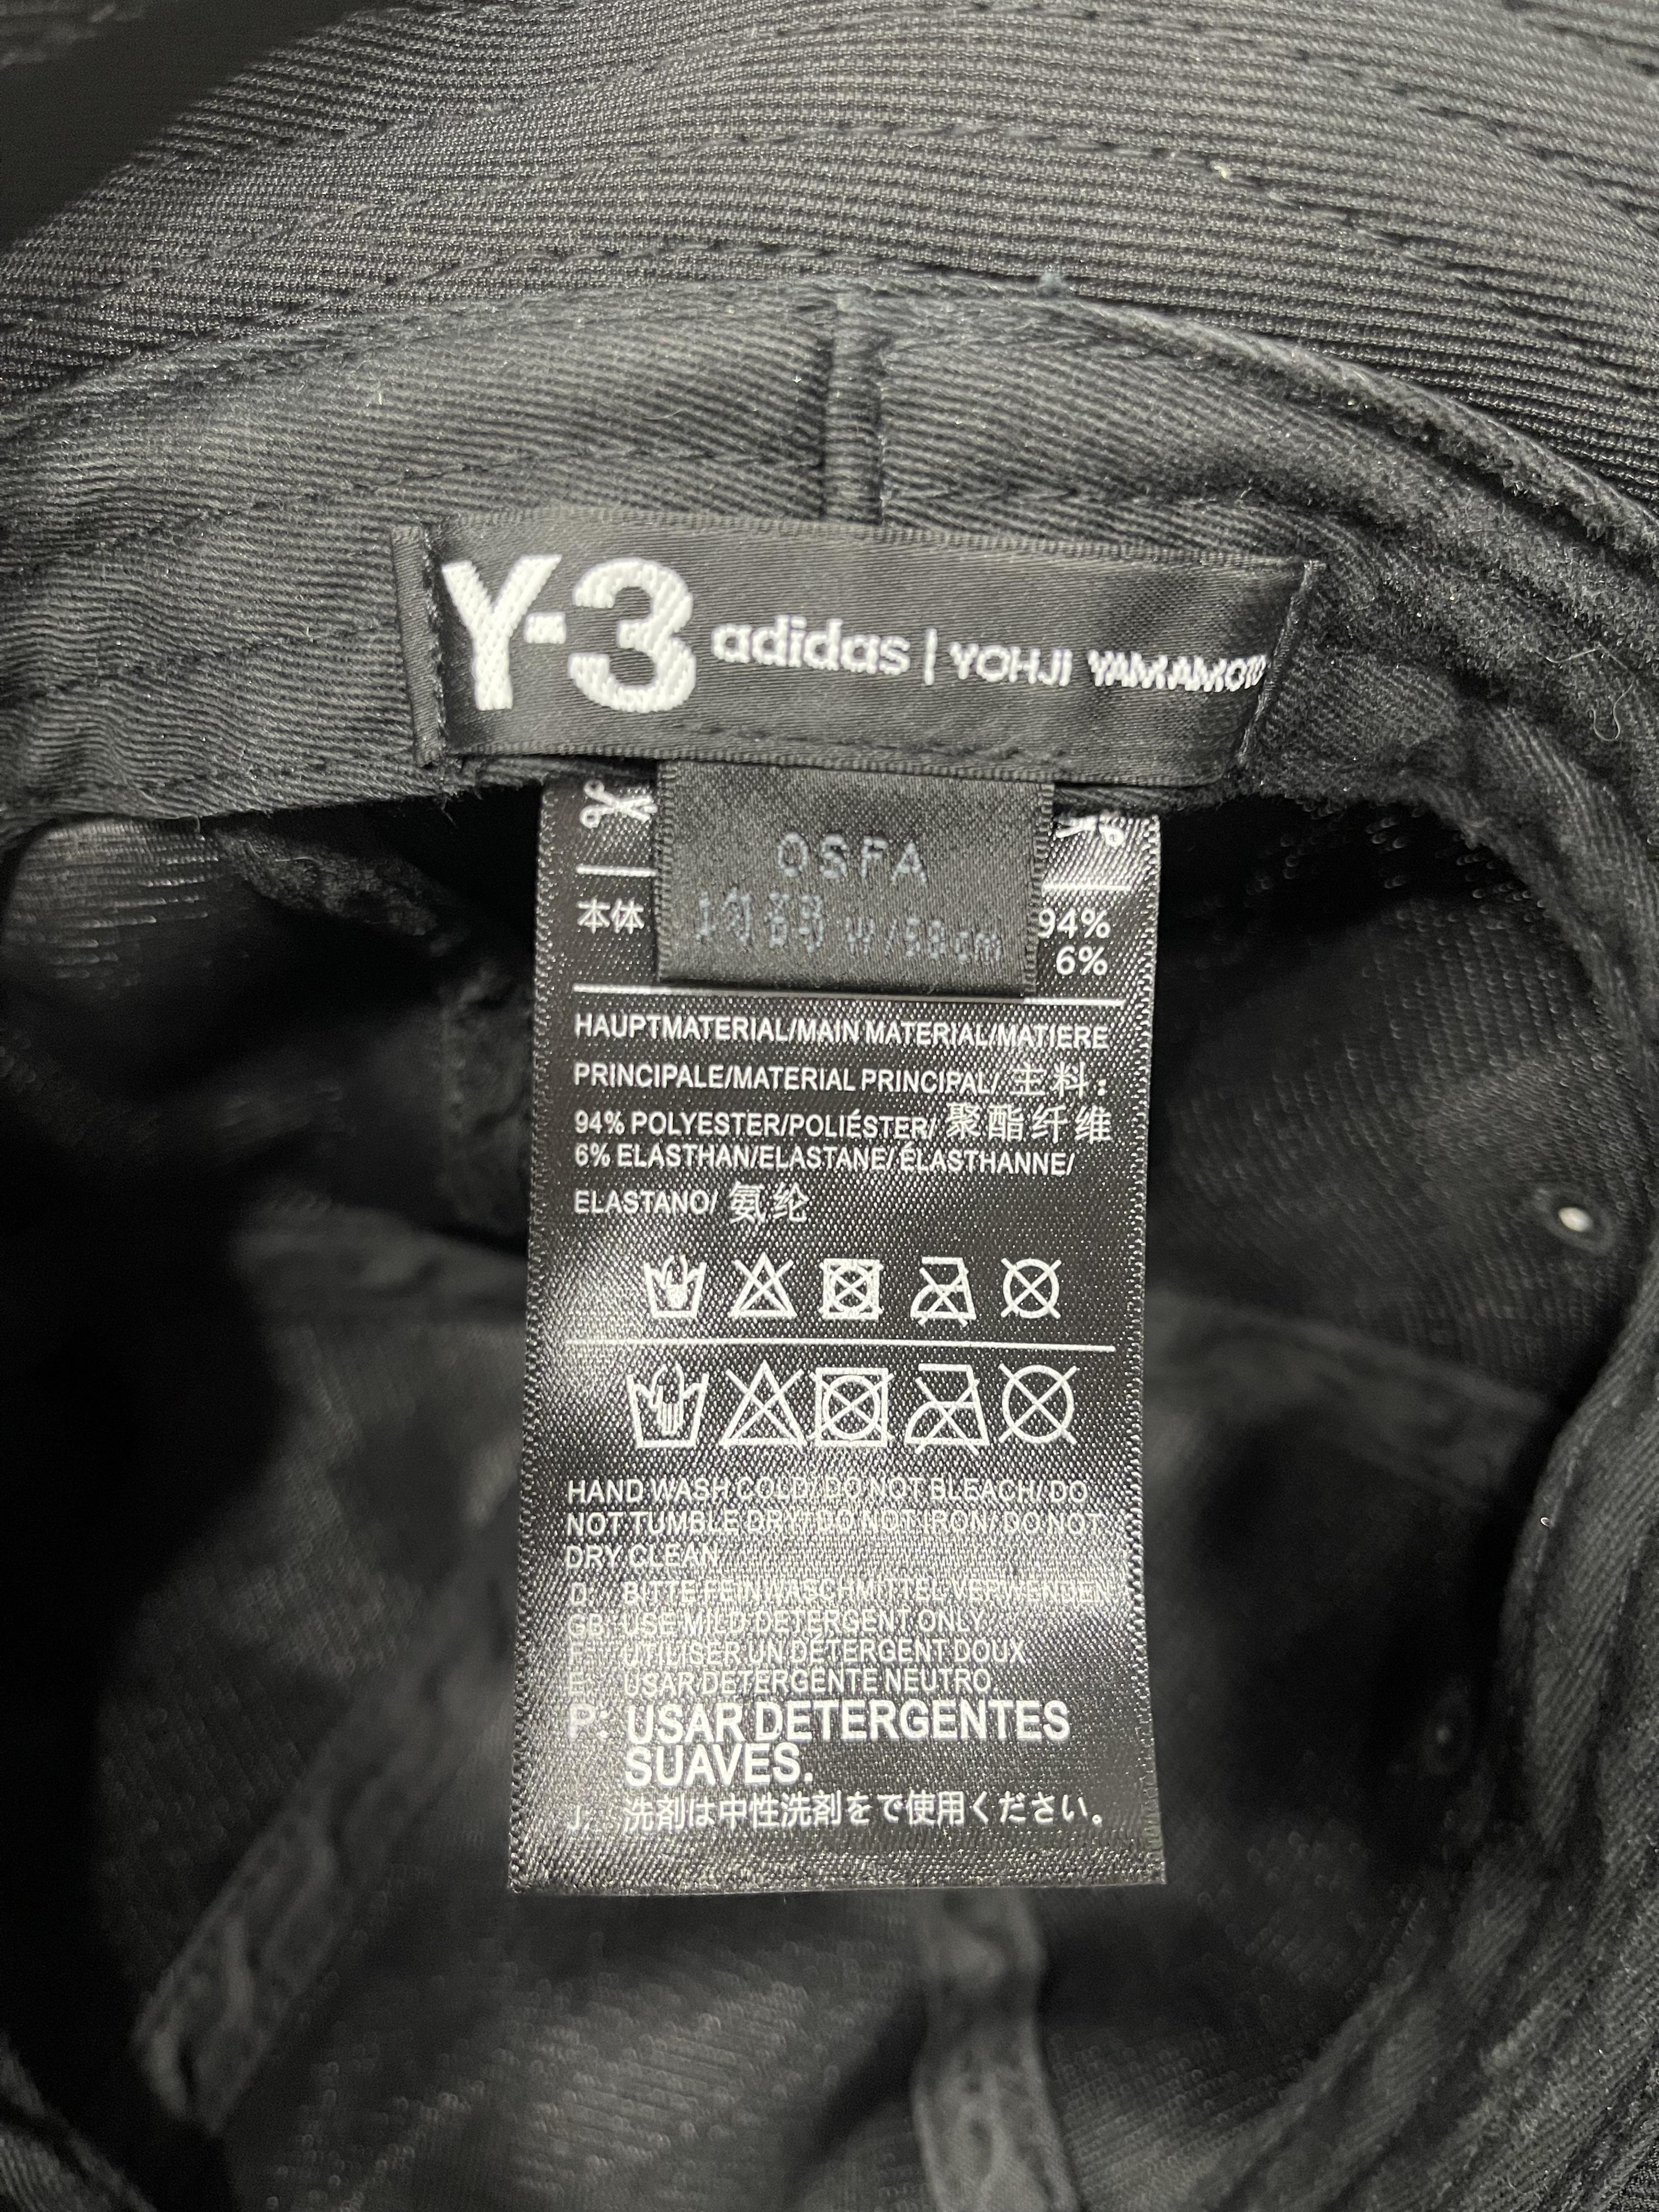 Y-3 adidas | YOHJI YAMAMOTO
OSFA
均码 W/58cm
本体 94%
6%
HAUPTMATERIAL/MAIN MATERIAL/MATIERE
PRINCIPALE/MATERIAL PRINCIPAL/ 主料:
94% POLYESTER/POLIÉSTER/ 聚酯纤维
6% ELASTHAN/ELASTANE/ÉLASTHANNE/
ELASTANO/ 氨纶
HAND WASH COLD/ DO NOT BLEACH/ DO
NOT TUMBLE DRY/ DO NOT IRON/ DO NOT
DRY CLEAN
D: BITTE FEINWASCHMITTEL VERWENDEN
GB: USE MILD DETERGENT ONLY
F: UTILISER UN DÉTERGENT DOUX
E: USAR DETERGENTE NEUTRO
P: USAR DETERGENTES
SUAVES.
J: 洗剤は中性洗剤をで使用ください。